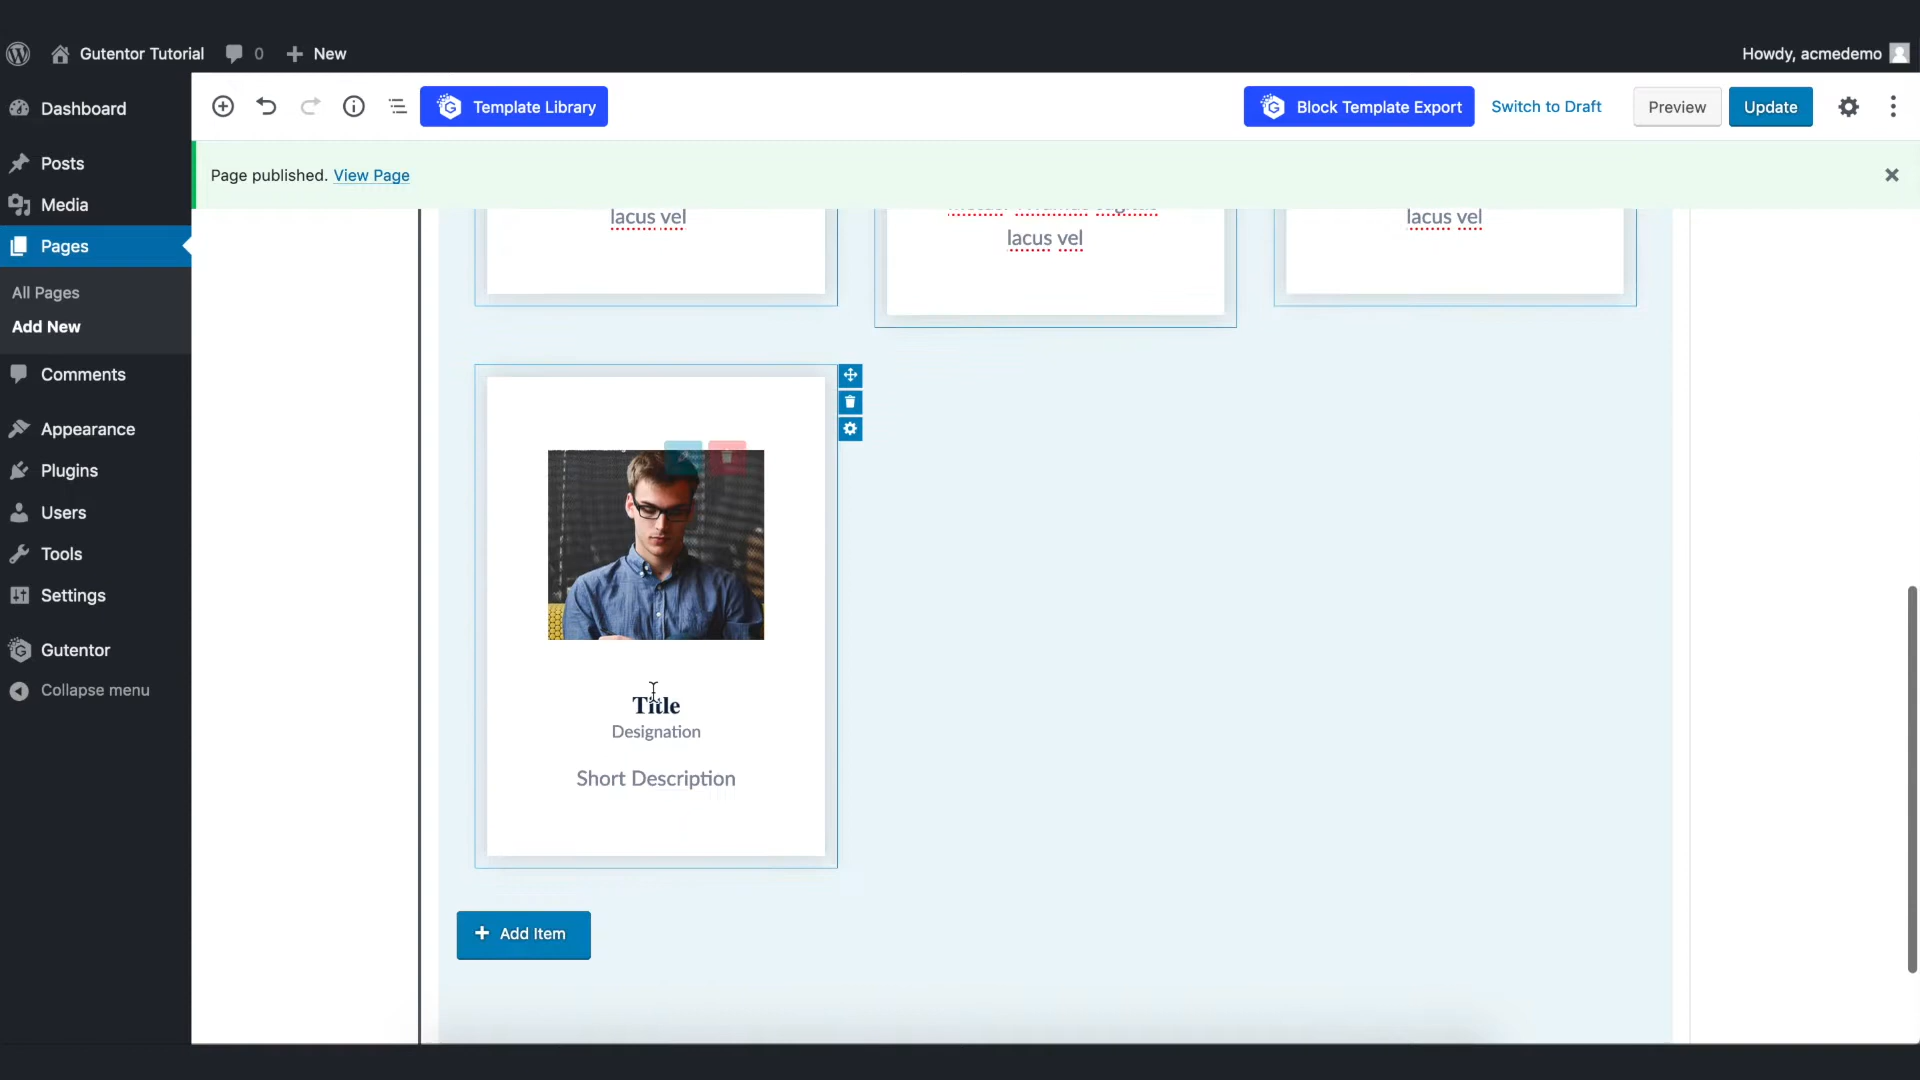 Gutentor Tutorial
0
New
Howdy, acmedemo
Dashboard
Posts
Media
Pages
All Pages
Add New
Comments
Appearance
Plugins
Users
Tools
Settings
Gutentor
Collapse menu
Template Library
Block Template Export
Switch to Draft
Preview
Update
Page published. View Page
lacus vel
lacus vel
lacus vel
Title
Designation
Short Description
Add Item